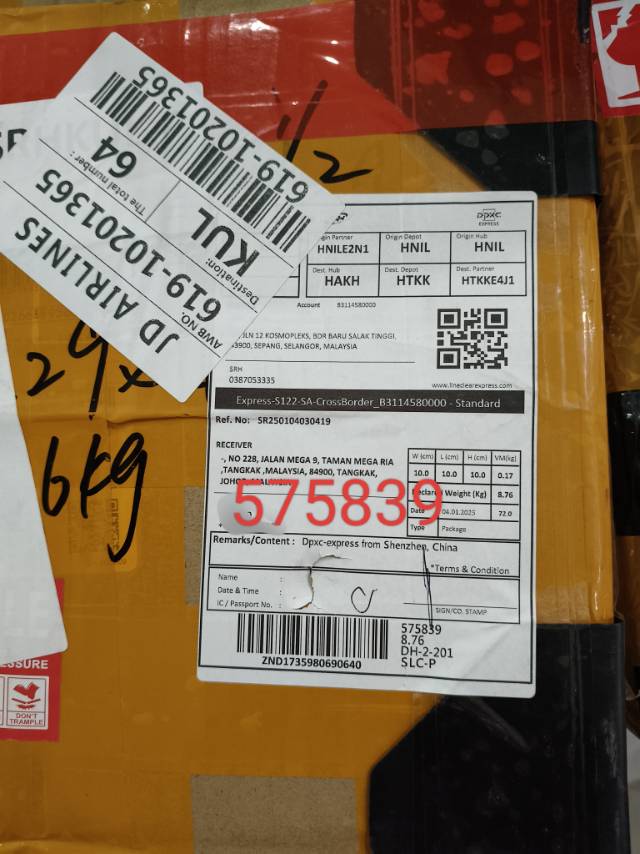 JD AIRLINES
AWB NO.
619-10201365
Destination:
KUL
The total number:
64
619-10201365
1/2
29
6kg
DPXC
EXPRESS
Origin Depot
Origin Hub
HNILE2N1
HNIL
HNIL
Dest. Hub
Dest. Depot
Dest. Partner
HAKH
HTKK
HTKKE4J1
Account B3114580000
JLN 12 KOSMOPLEKS, BDR BARU SALAK TINGGI,
43900, SEPANG, SELANGOR, MALAYSIA
SRH
0387053335
www.lineclearexpress.com
Express-S122-SA-CrossBorder_B3114580000 - Standard
Ref. No: SR250104030419
RECEIVER
-, NO 228, JALAN MEGA 9, TAMAN MEGA RIA
,TANGKAK ,MALAYSIA, 84900, TANGKAK,
W (cm) L (cm) H (cm) VM(kg)
10.0 10.0 10.0 0.17
Declared Weight (Kg) 8.76
Date 04.01.2025 72.0
Type Package
575839
Remarks/Content : Dpxc-express from Shenzhen, China
*Terms & Condition
Name :
Date & Time :
IC / Passport No. :
SIGN/CO. STAMP
ZND1735980690640
575839
8.76
DH-2-201
SLC-P
DON'T
TRAMPLE